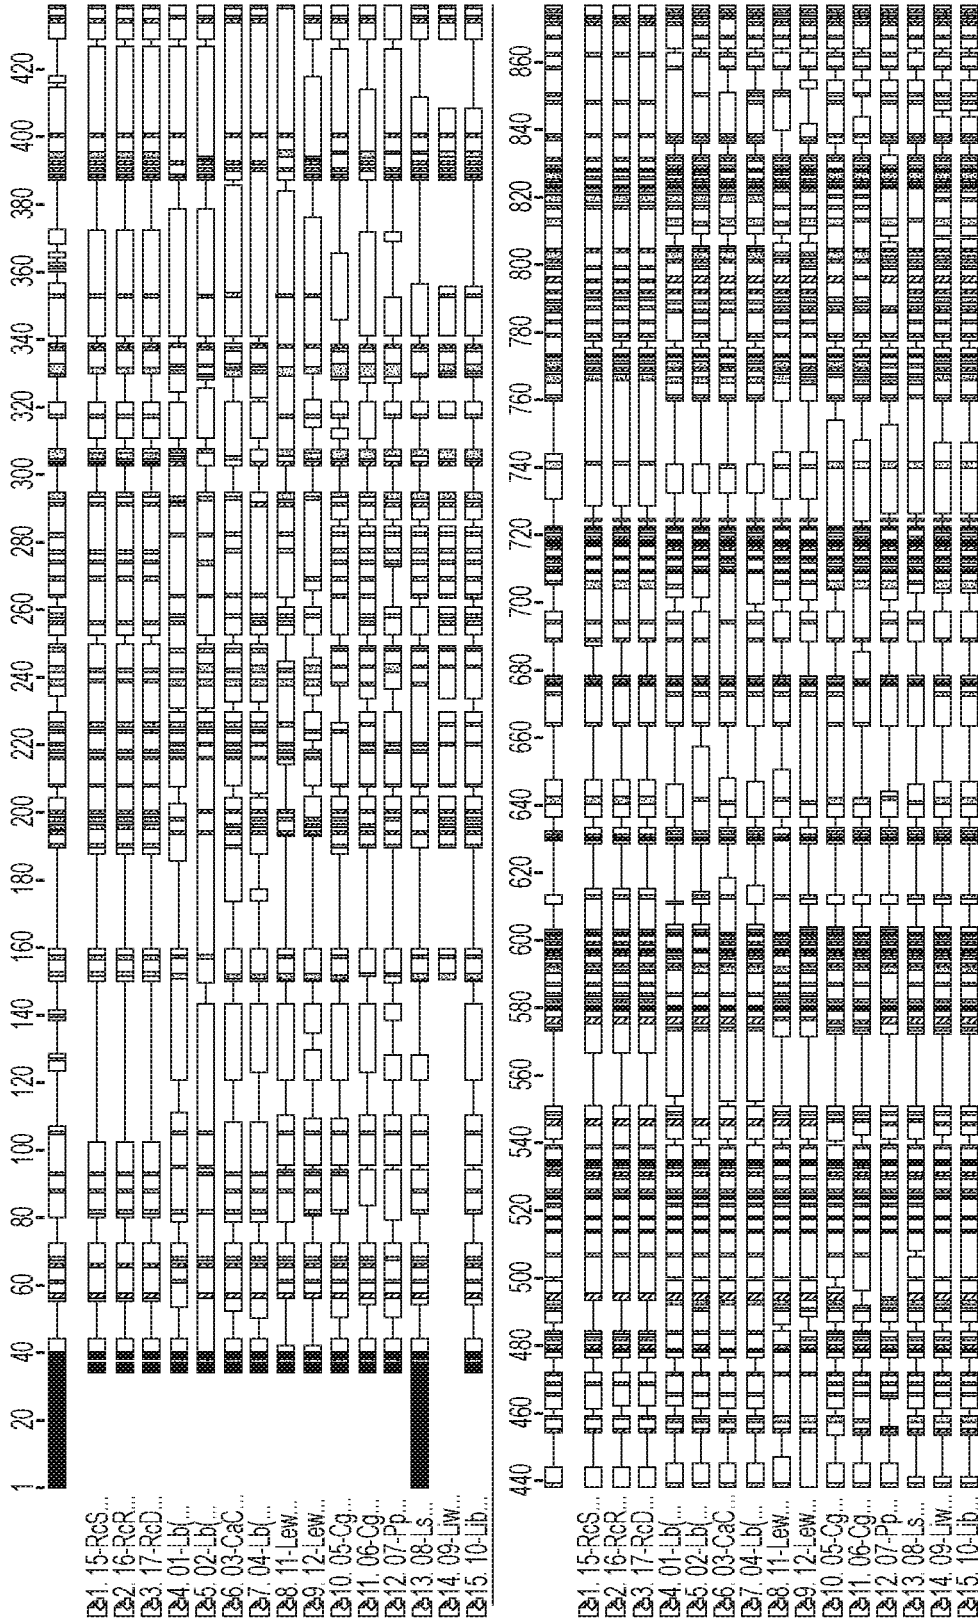 1 20 40 60 80 100 120 140 160 180 200 220 240 260 280 300 320 340 360 380 400 420
1. 15-RcS...
2. 16-RcR...
3. 17-RcD...
4. 01-Lb(...
5. 02-Lb(...
6. 03-CaC...
7. 04-Lb(...
8. 11-Lew...
9. 12-Lew...
10. 05-Cg...
11. 06-Cg...
12. 07-Pp...
13. 08-Ls...
14. 09-Liw...
15. 10-Lib...
440 460 480 500 520 540 560 580 600 620 640 660 680 700 720 740 760 780 800 820 840 860
1. 15-RcS...
2. 16-RcR...
3. 17-RcD...
4. 01-Lb(...
5. 02-Lb(...
6. 03-CaC...
7. 04-Lb(...
8. 11-Lew...
9. 12-Lew...
10. 05-Cg...
11. 06-Cg...
12. 07-Pp...
13. 08-Ls...
14. 09-Liw...
15. 10-Lib...